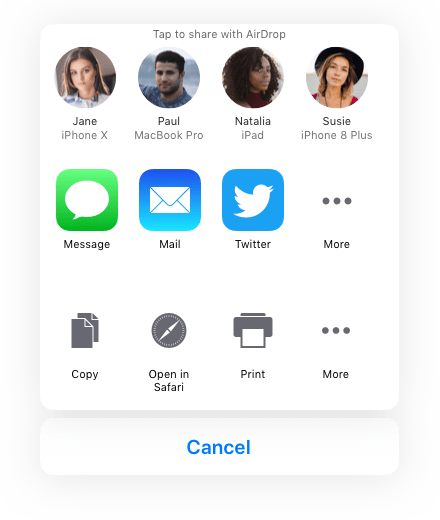 Tap to share with AirDrop
Jane Paul Natalia Susie
iPhone X MacBook Pro iPad iPhone 8 Plus
Message Mail Twitter More
Copy Open in Print More
Safari
Cancel